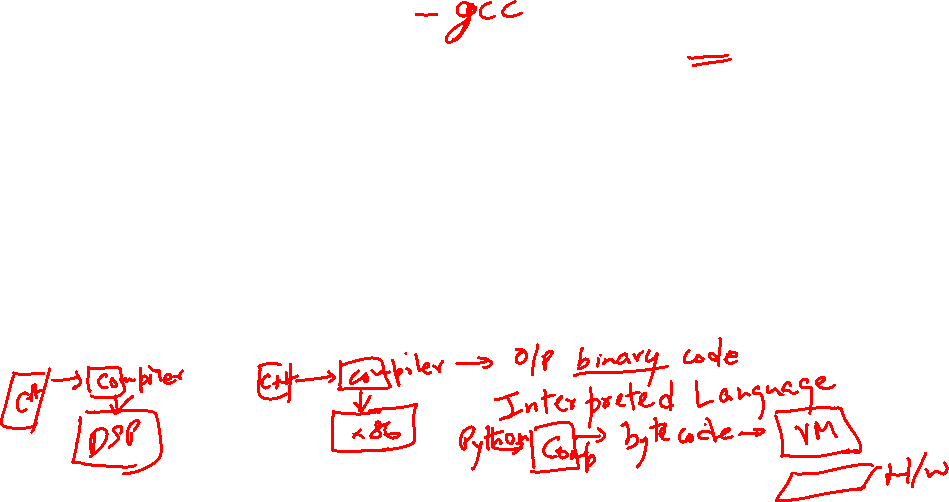 - gcc
C++ → Compiler
DSP
C++ → compiler → O/P binary code
x86
Interpreted Language
Python → Comp → byte code → VM
H/W